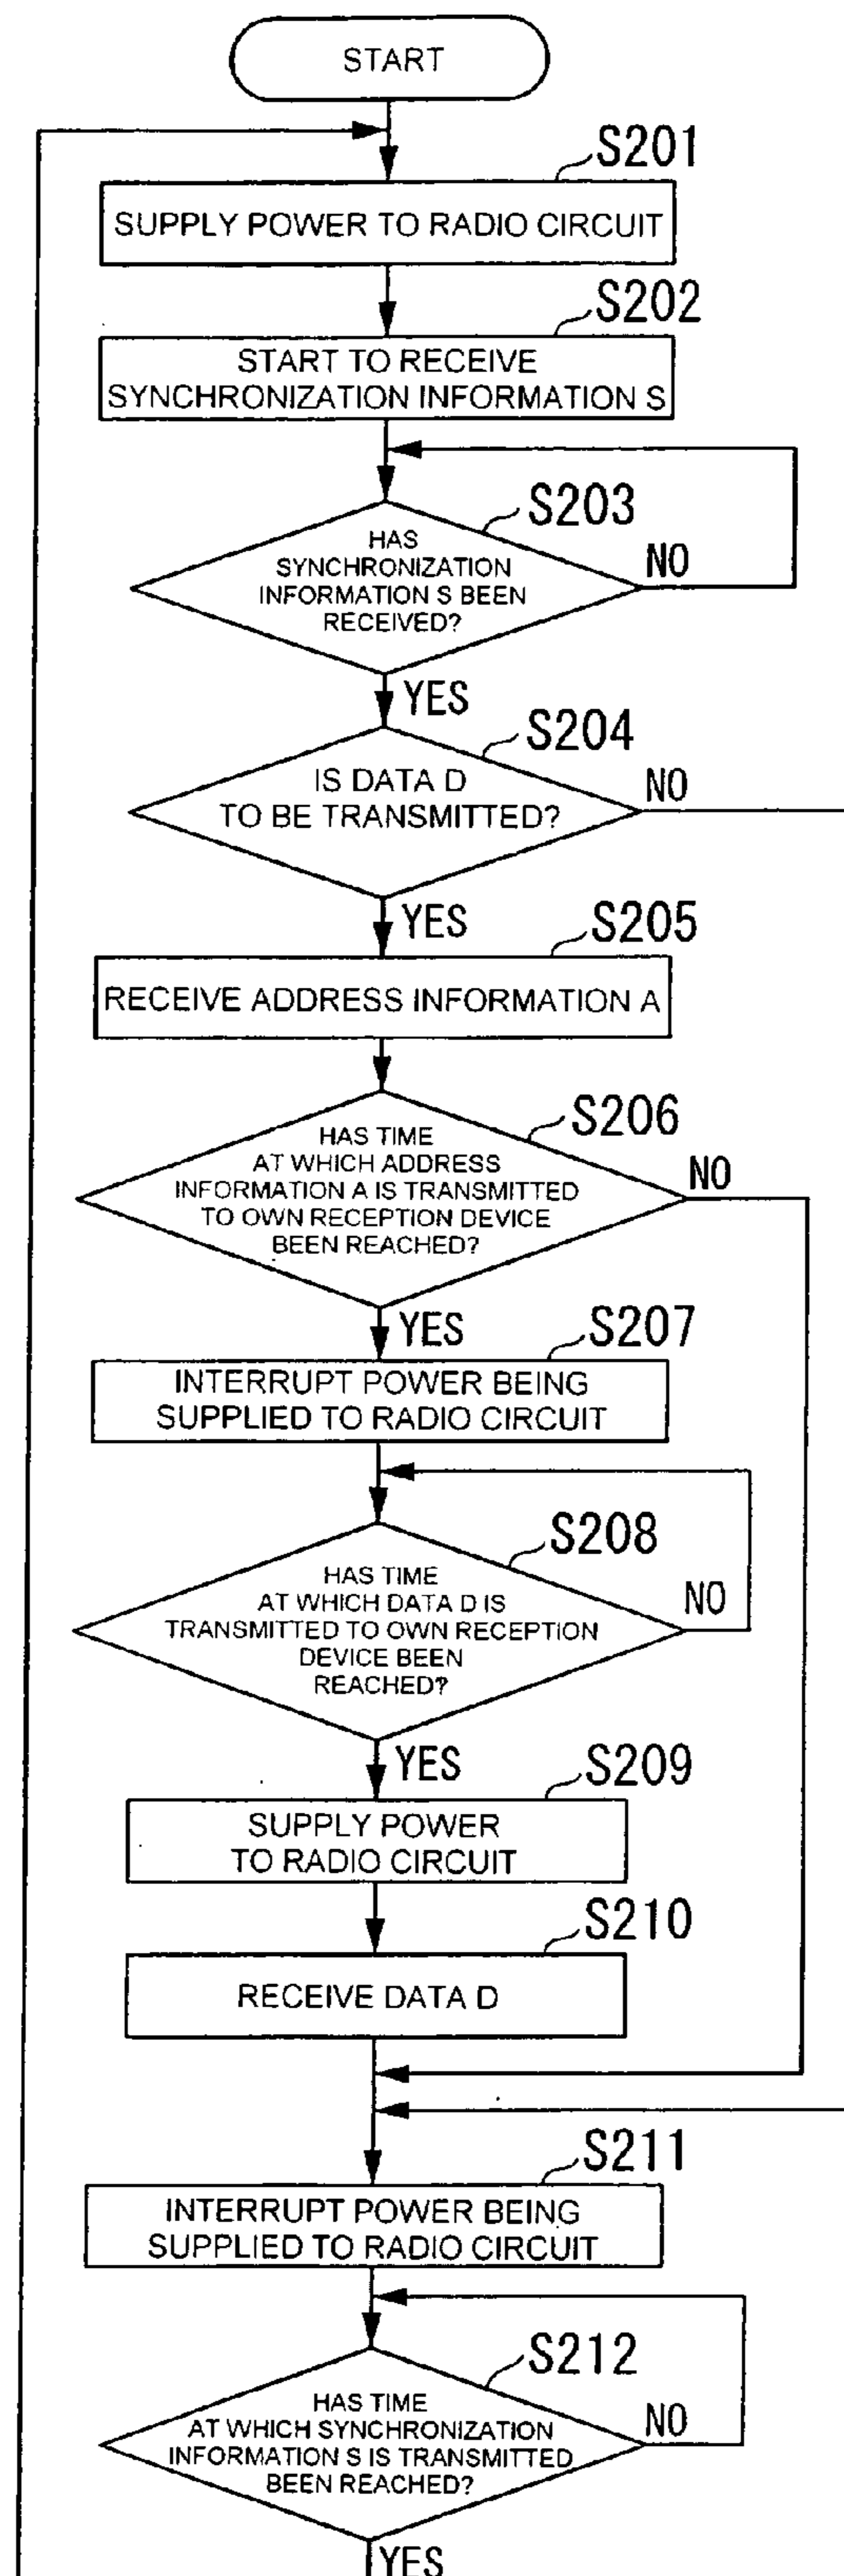 START
S201
SUPPLY POWER TO RADIO CIRCUIT
S202
START TO RECEIVE
SYNCHRONIZATION INFORMATION S
S203
HAS
SYNCHRONIZATION
INFORMATION S BEEN
RECEIVED?
NO
YES
S204
IS DATA D
TO BE TRANSMITTED?
NO
YES
S205
RECEIVE ADDRESS INFORMATION A
S206
HAS TIME
AT WHICH ADDRESS
INFORMATION A IS TRANSMITTED
TO OWN RECEPTION DEVICE
BEEN REACHED?
NO
YES
S207
INTERRUPT POWER BEING
SUPPLIED TO RADIO CIRCUIT
S208
HAS TIME
AT WHICH DATA D IS
TRANSMITTED TO OWN RECEPTION
DEVICE BEEN
REACHED?
NO
YES
S209
SUPPLY POWER
TO RADIO CIRCUIT
S210
RECEIVE DATA D
S211
INTERRUPT POWER BEING
SUPPLIED TO RADIO CIRCUIT
S212
HAS TIME
AT WHICH SYNCHRONIZATION
INFORMATION S IS TRANSMITTED
BEEN REACHED?
NO
YES